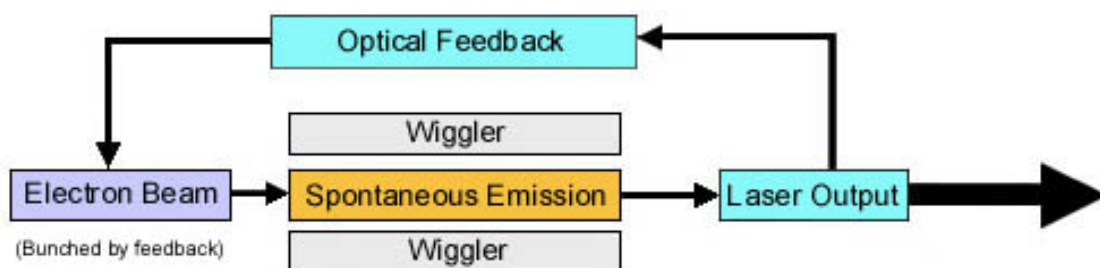 Optical Feedback
Wiggler
Electron Beam
Spontaneous Emission
Laser Output
(Bunched by feedback)
Wiggler